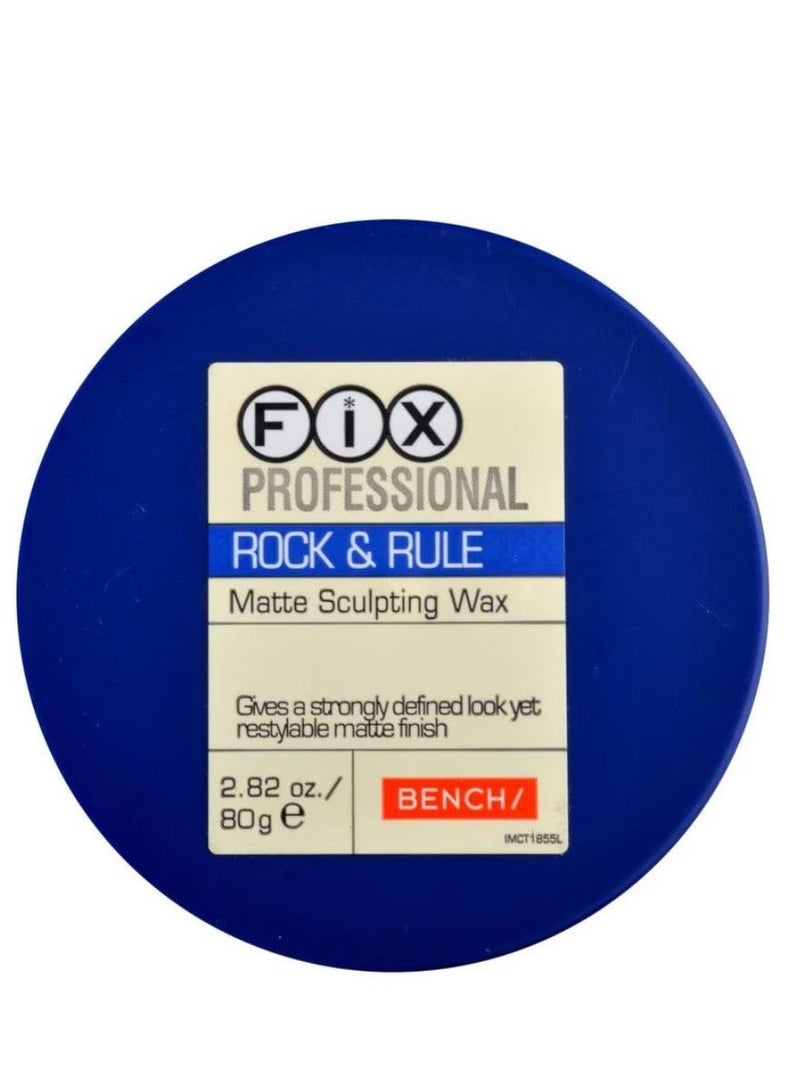 FiX
PROFESSIONAL
ROCK & RULE
Matte Sculpting Wax
Gives a strongly defined look yet
restylable matte finish
2.82 oz./
80g e
BENCH/
IMCT1855L